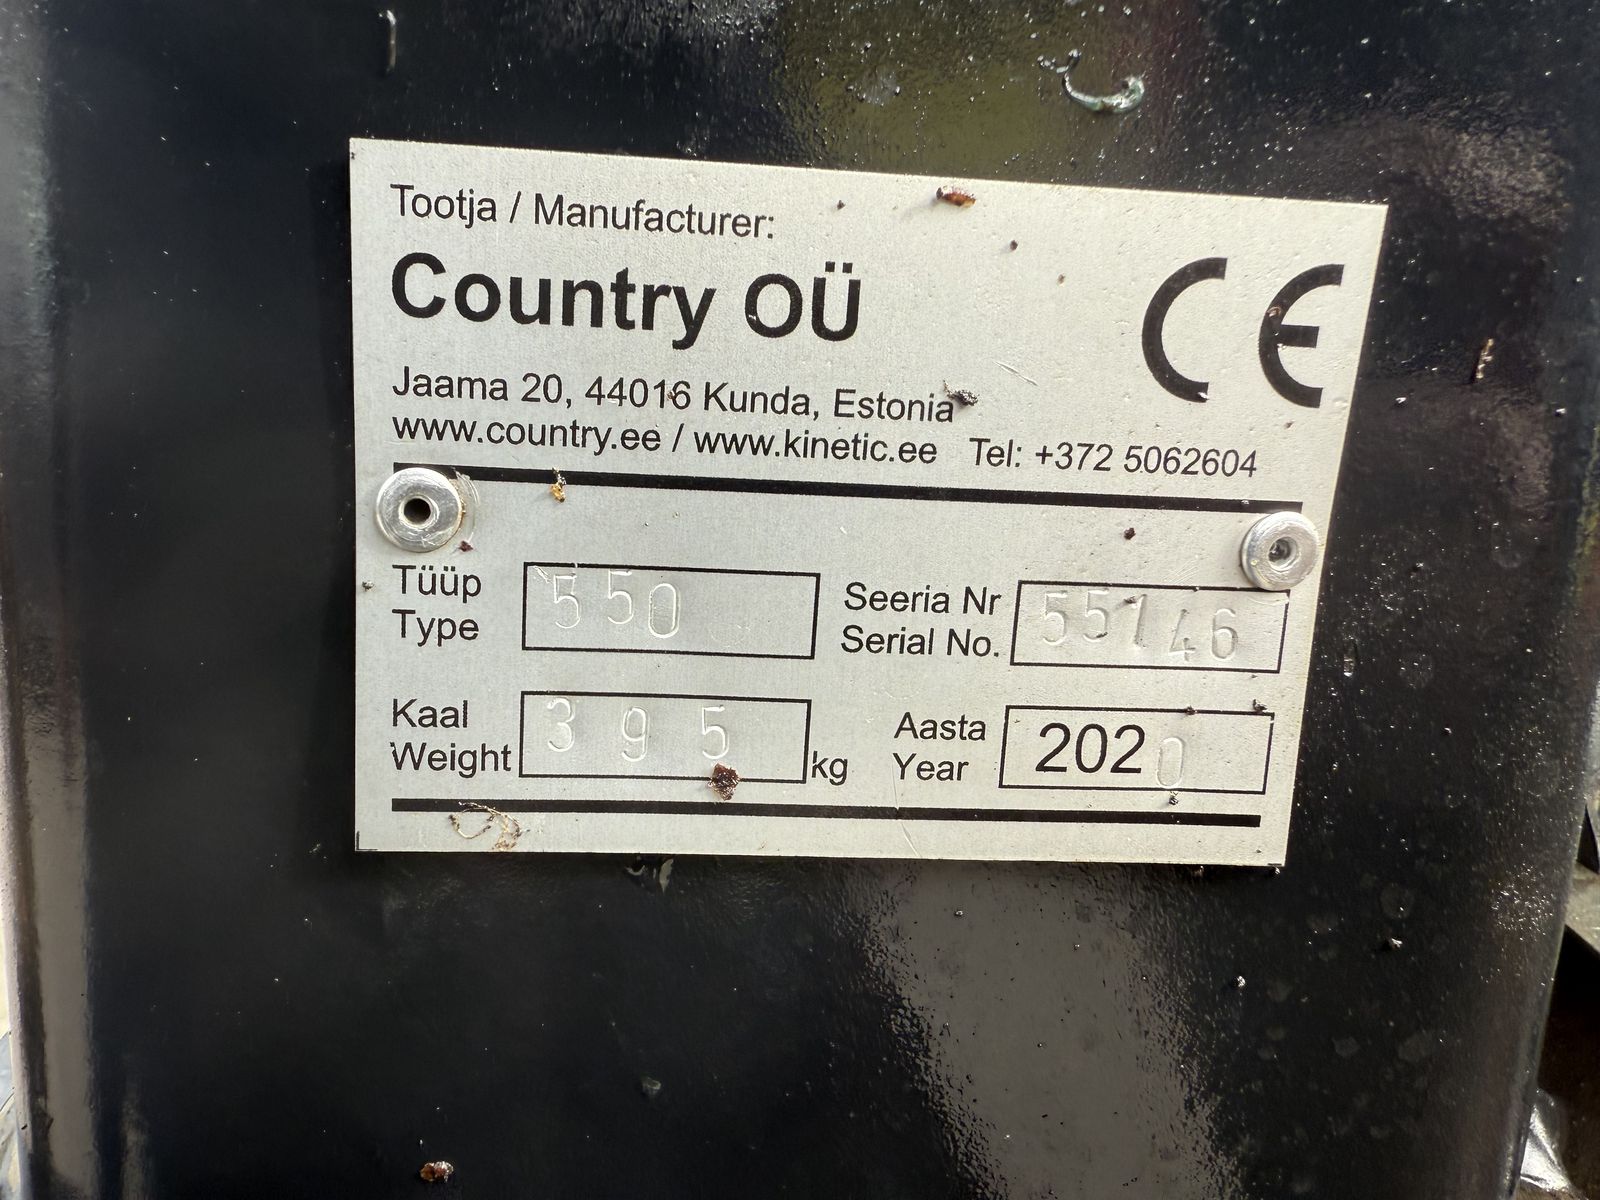 Tootja / Manufacturer:
Country OÜ
CE
Jaama 20, 44016 Kunda, Estonia
www.country.ee / www.kinetic.ee Tel: +372 5062604
Tüüp
Type
550
Seeria Nr
Serial No.
55146
Kaal
Weight
395
kg
Aasta
Year
2020